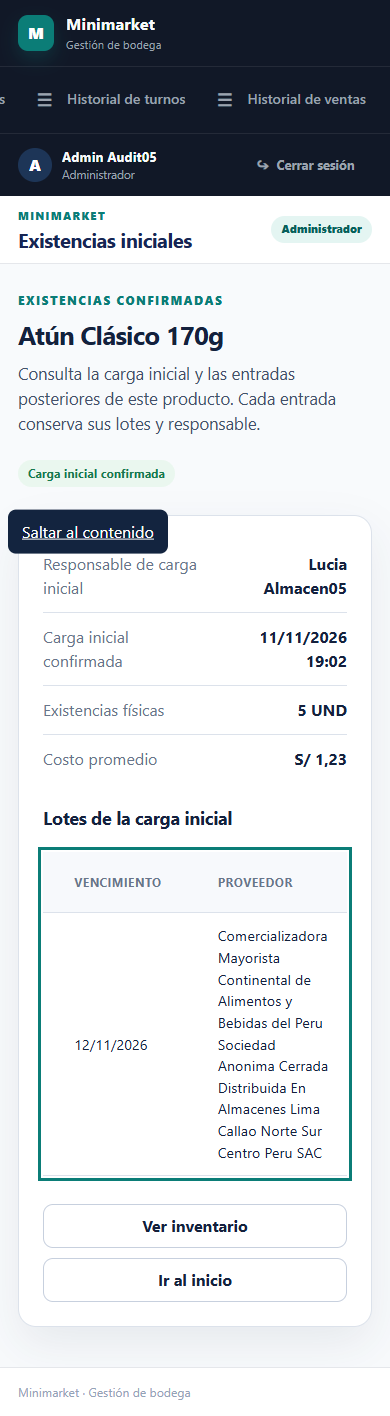 M
Minimarket
Gestión de bodega
s
☰ Historial de turnos
☰ Historial de ventas
A
Admin Audit05
Administrador
↪ Cerrar sesión
MINIMARKET
Existencias iniciales
Administrador
EXISTENCIAS CONFIRMADAS
Atún Clásico 170g
Consulta la carga inicial y las entradas
posteriores de este producto. Cada entrada
conserva sus lotes y responsable.
Carga inicial confirmada
Saltar al contenido
Responsable de carga
inicial
Lucia
Almacen05
Carga inicial
confirmada
11/11/2026
19:02
Existencias físicas
5 UND
Costo promedio
S/ 1,23
Lotes de la carga inicial
VENCIMIENTO
PROVEEDOR
12/11/2026
Comercializadora
Mayorista
Continental de
Alimentos y
Bebidas del Peru
Sociedad
Anonima Cerrada
Distribuida En
Almacenes Lima
Callao Norte Sur
Centro Peru SAC
Ver inventario
Ir al inicio
Minimarket · Gestión de bodega